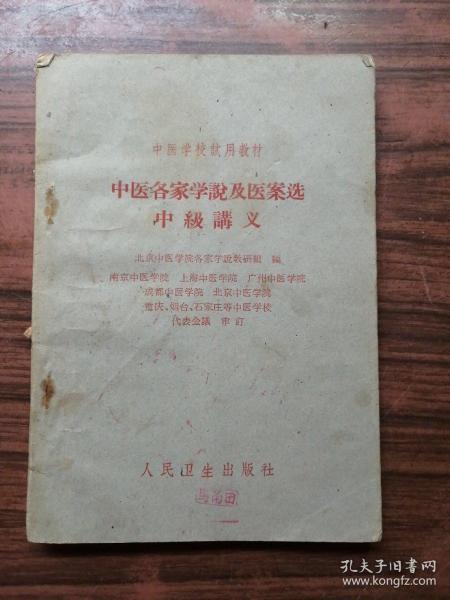 中医学校試用教材
中医各家学說及医案选
中級講义
北京中医学院各家学說教研組 編
南京中医学院 上海中医学院 广州中医学院
成都中医学院 北京中医学院
重庆、烟台、石家庄等中医学校
代表会議 审訂
人民卫生出版社
孔夫子旧书网
www.kongfz.com